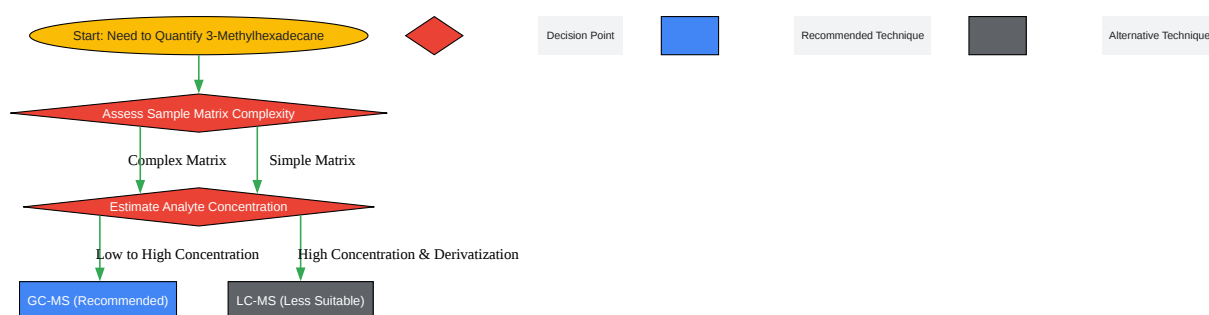 Start: Need to Quantify 3-Methylhexadecane
Decision Point
Recommended Technique
Alternative Technique
Assess Sample Matrix Complexity
Complex Matrix
Simple Matrix
Estimate Analyte Concentration
Low to High Concentration
High Concentration & Derivatization
GC-MS (Recommended)
LC-MS (Less Suitable)